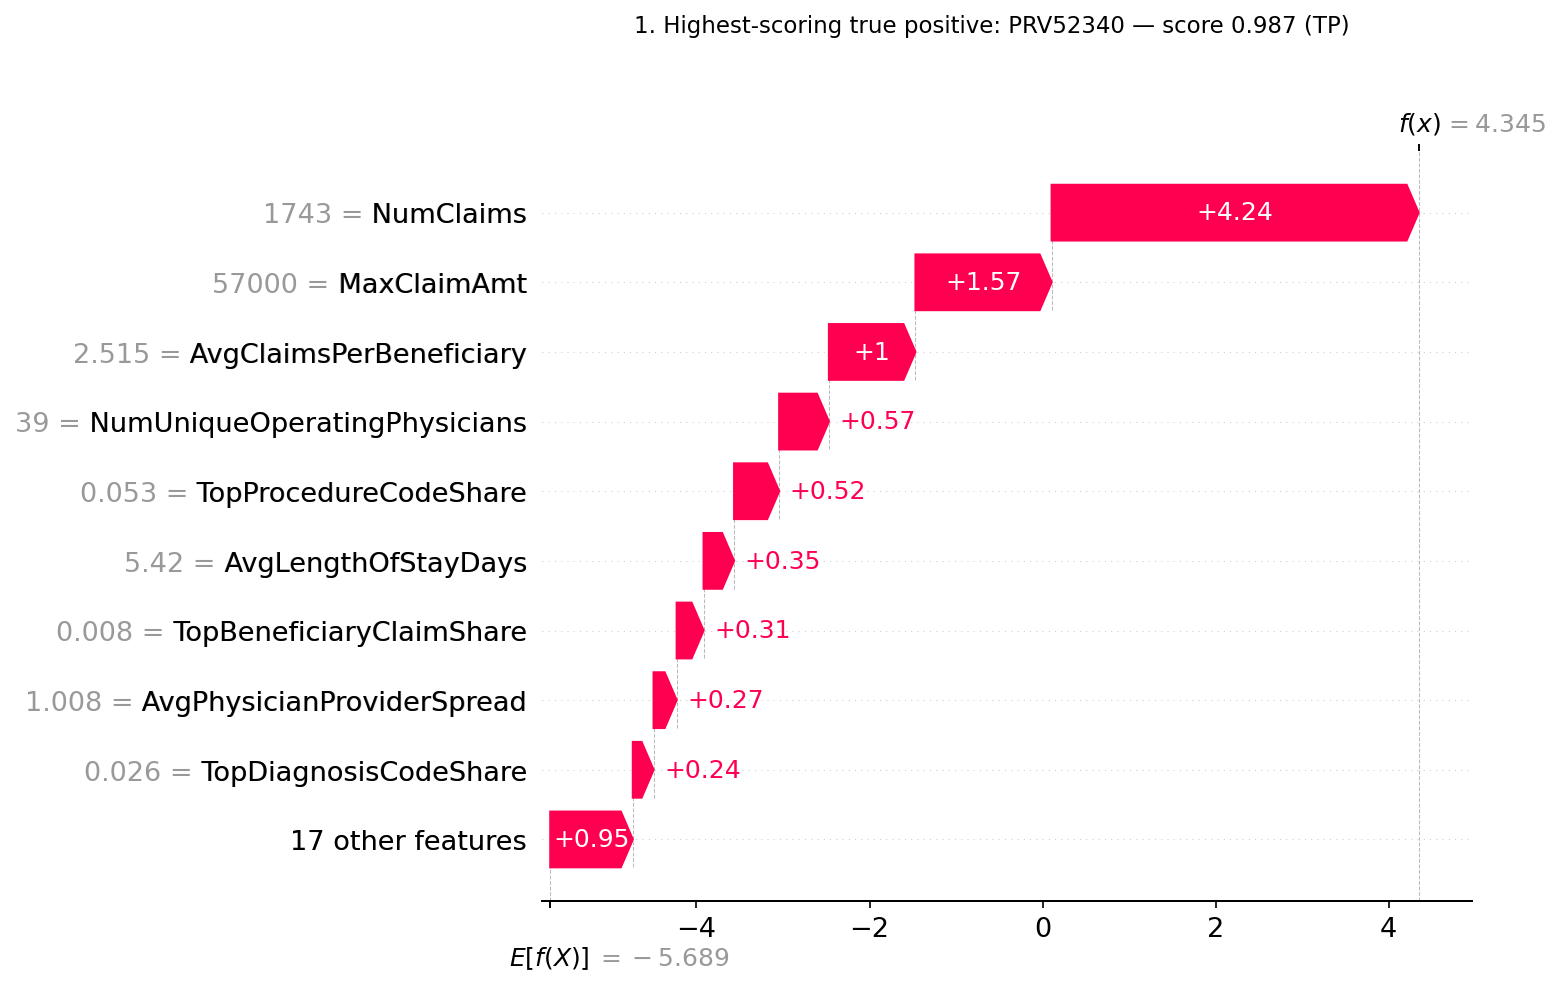 1. Highest-scoring true positive: PRV52340 — score 0.987 (TP)
f(x) = 4.345
1743 = NumClaims +4.24
57000 = MaxClaimAmt +1.57
2.515 = AvgClaimsPerBeneficiary +1
39 = NumUniqueOperatingPhysicians +0.57
0.053 = TopProcedureCodeShare +0.52
5.42 = AvgLengthOfStayDays +0.35
0.008 = TopBeneficiaryClaimShare +0.31
1.008 = AvgPhysicianProviderSpread +0.27
0.026 = TopDiagnosisCodeShare +0.24
17 other features +0.95
−4 −2 0 2 4
E[f(X)] = −5.689